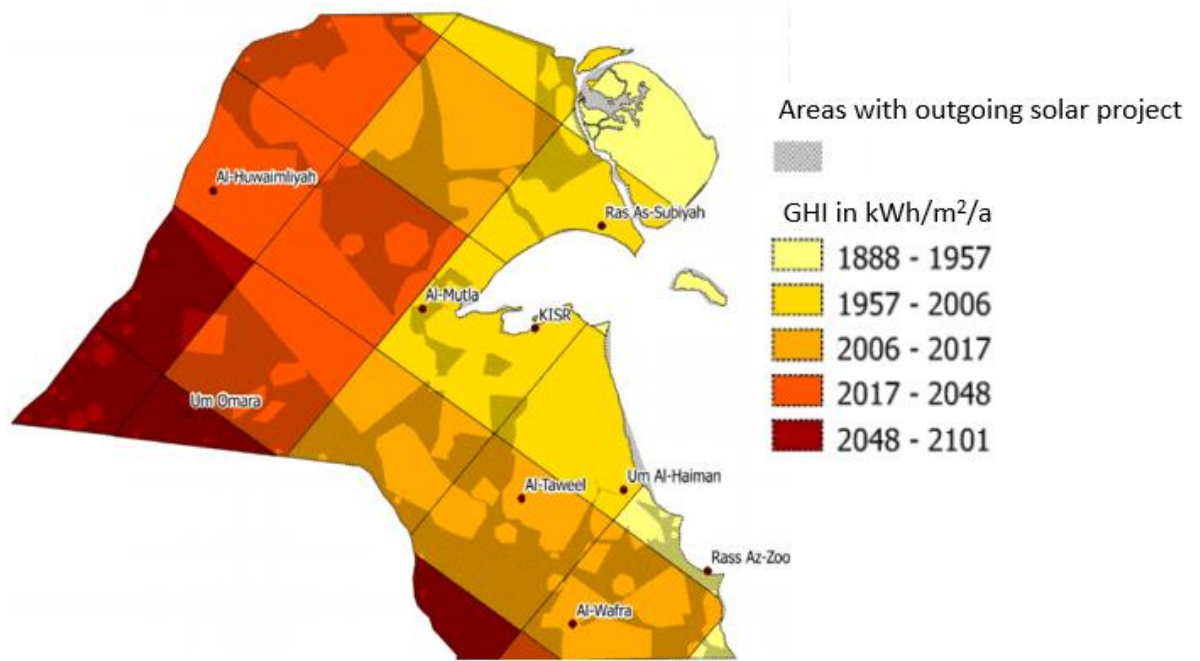 Areas with outgoing solar project
Al-Huwaimliyah
GHI in kWh/m²/a
Ras As-Subiyah
1888 - 1957
1957 - 2006
Al-Mutla
KISR
2006 - 2017
2017 - 2048
Um Omara
2048 - 2101
Um Al-Haiman
Al-Taweel
Rass Az-Zoo
Al-Wafra